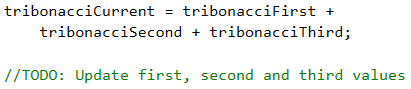 tribonacciCurrent = tribonacciFirst +
tribonacciSecond + tribonacciThird;
//TODO: Update first, second and third values